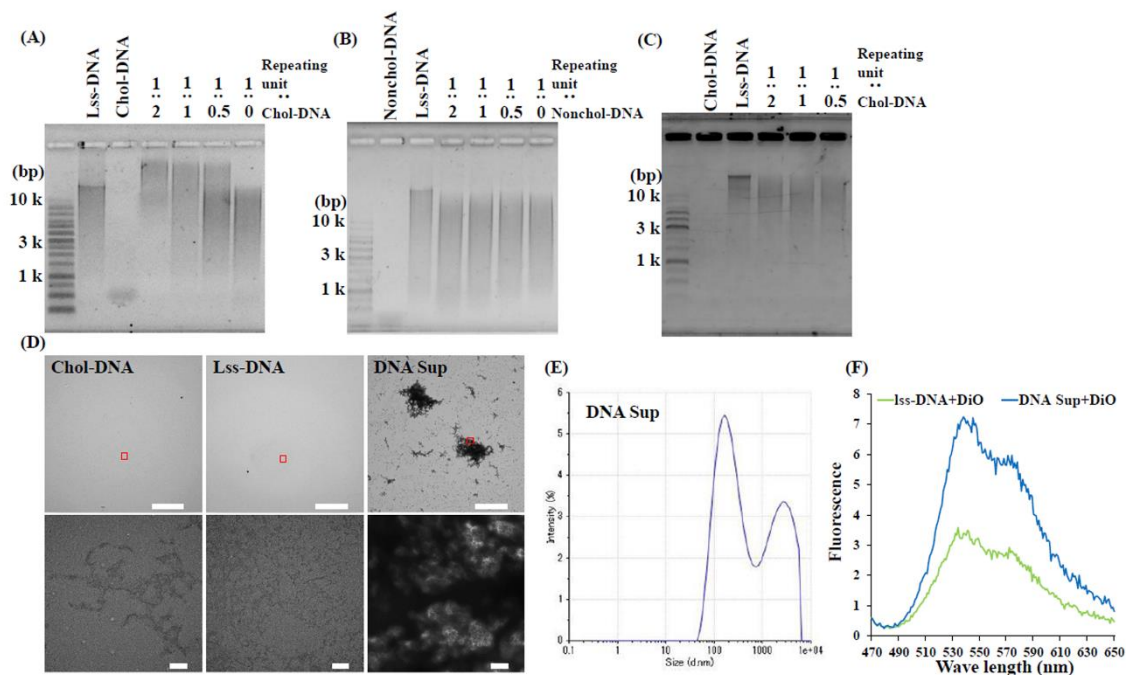 (A)
Lss-DNA
Chol-DNA
Repeating
unit
1 1 1 1
: : : : :
2 1 0.5 0 Chol-DNA
(bp)
10 k
3 k
1 k
(B)
Nonchol-DNA
Lss-DNA
Repeating
unit
1 1 1 1
: : : : :
2 1 0.5 0 Nonchol-DNA
(bp)
10 k
3 k
1 k
(C)
Chol-DNA
Lss-DNA
Repeating
unit
1 1 1
: : : :
2 1 0.5 Chol-DNA
(bp)
10 k
3 k
1 k
(D)
Chol-DNA
Lss-DNA
DNA Sup
(E)
DNA Sup
Intensity (%)
6
5
4
3
2
1
0
0.1 1 10 100 1000 1e+04
Size (d.nm)
(F)
lss-DNA+DiO DNA Sup+DiO
Fluorescence
8
7
6
5
4
3
2
1
0
470 490 510 530 550 570 590 610 630 650
Wave length (nm)